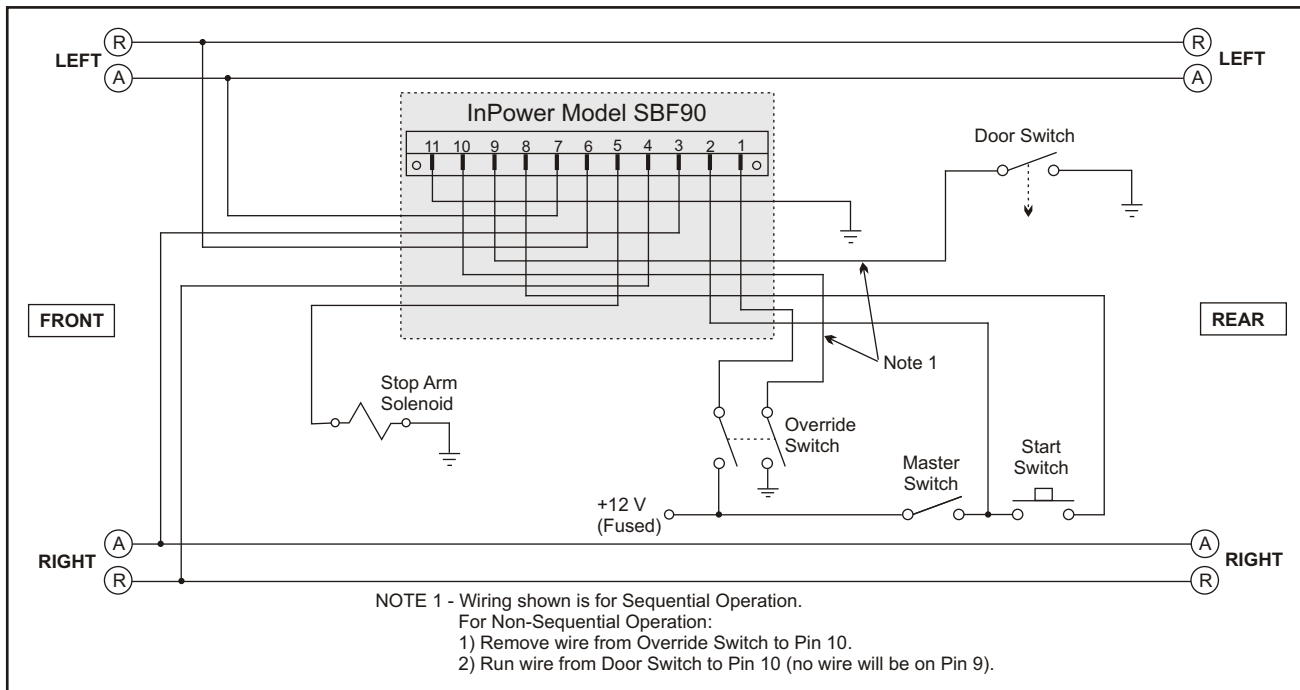 R
LEFT
A
R
LEFT
A
InPower Model SBF90
11 10 9 8 7 6 5 4 3 2 1
Door Switch
FRONT
REAR
Note 1
Stop Arm
Solenoid
Override
Switch
Master
Switch
Start
Switch
+12 V
(Fused)
A
RIGHT
R
A
RIGHT
R
NOTE 1 - Wiring shown is for Sequential Operation.
For Non-Sequential Operation:
1) Remove wire from Override Switch to Pin 10.
2) Run wire from Door Switch to Pin 10 (no wire will be on Pin 9).